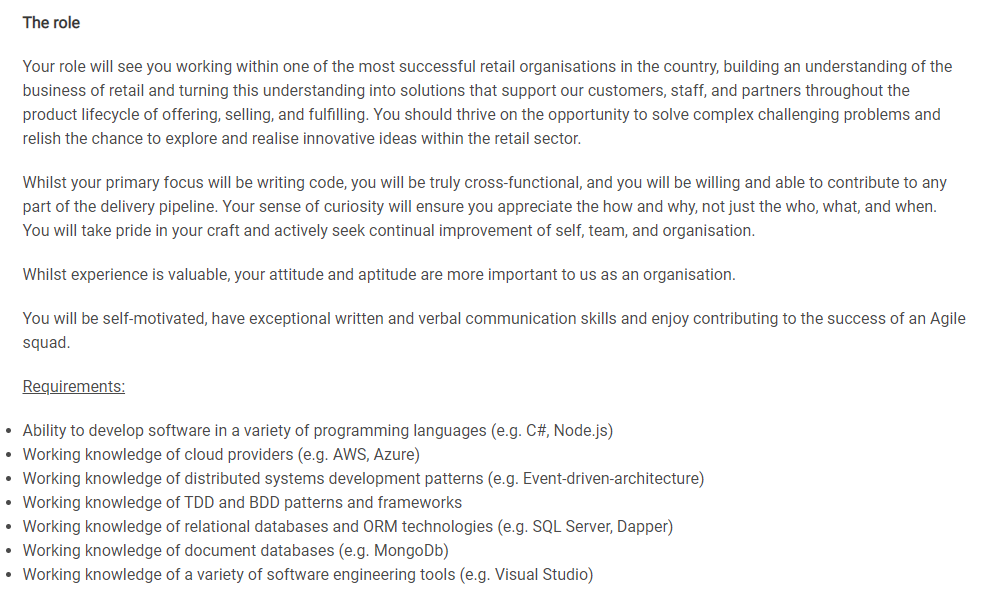 The role
Your role will see you working within one of the most successful retail organisations in the country, building an understanding of the
business of retail and turning this understanding into solutions that support our customers, staff, and partners throughout the
product lifecycle of offering, selling, and fulfilling. You should thrive on the opportunity to solve complex challenging problems and
relish the chance to explore and realise innovative ideas within the retail sector.
Whilst your primary focus will be writing code, you will be truly cross-functional, and you will be willing and able to contribute to any
part of the delivery pipeline. Your sense of curiosity will ensure you appreciate the how and why, not just the who, what, and when.
You will take pride in your craft and actively seek continual improvement of self, team, and organisation.
Whilst experience is valuable, your attitude and aptitude are more important to us as an organisation.
You will be self-motivated, have exceptional written and verbal communication skills and enjoy contributing to the success of an Agile
squad.
Requirements:
• Ability to develop software in a variety of programming languages (e.g. C#, Node.js)
• Working knowledge of cloud providers (e.g. AWS, Azure)
• Working knowledge of distributed systems development patterns (e.g. Event-driven-architecture)
• Working knowledge of TDD and BDD patterns and frameworks
• Working knowledge of relational databases and ORM technologies (e.g. SQL Server, Dapper)
• Working knowledge of document databases (e.g. MongoDb)
• Working knowledge of a variety of software engineering tools (e.g. Visual Studio)